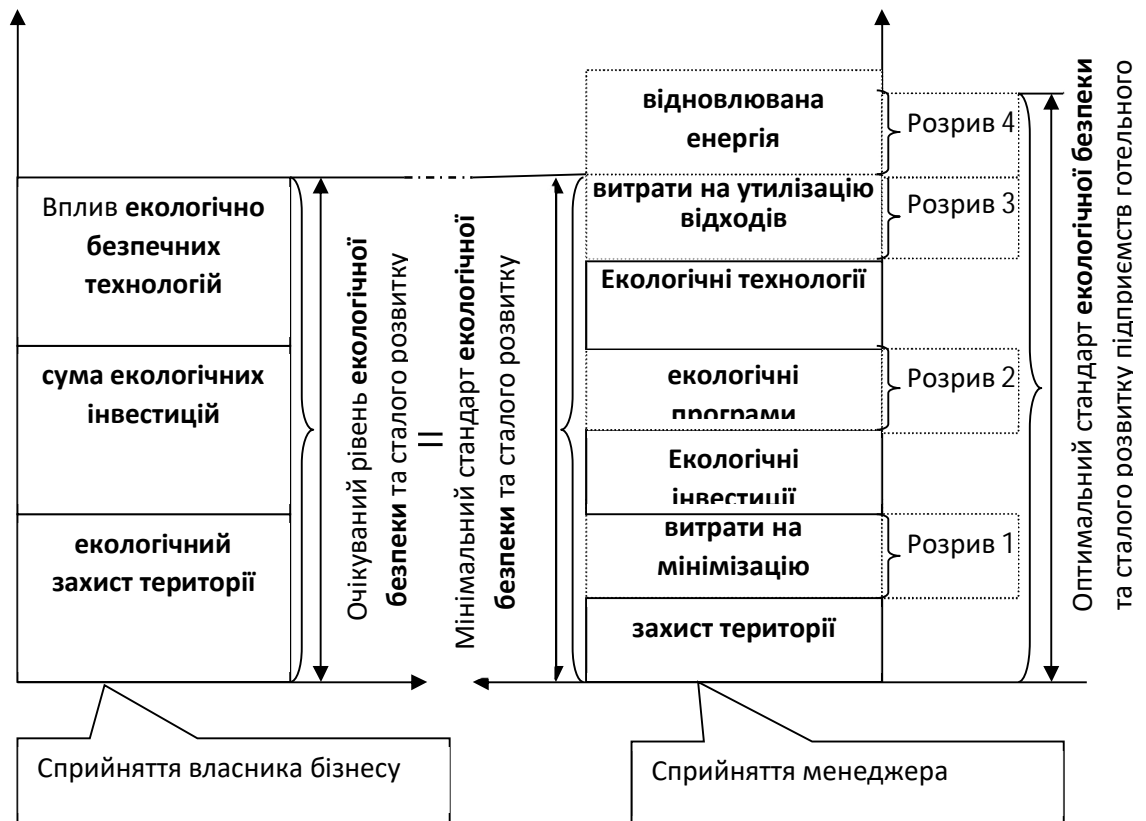 Вплив екологічно
безпечних
технологій
сума екологічних
інвестицій
екологічний
захист території
Очікуваний рівень екологічної
безпеки та сталого розвитку
=
Мінімальний стандарт екологічної
безпеки та сталого розвитку
відновлювана
енергія
витрати на утилізацію
відходів
Екологічні технології
екологічні
програми
Екологічні
інвестиції
витрати на
мінімізацію
захист території
Розрив 4
Розрив 3
Розрив 2
Розрив 1
Оптимальний стандарт екологічної безпеки
та сталого розвитку підприємств готельного
Сприйняття власника бізнесу
Сприйняття менеджера